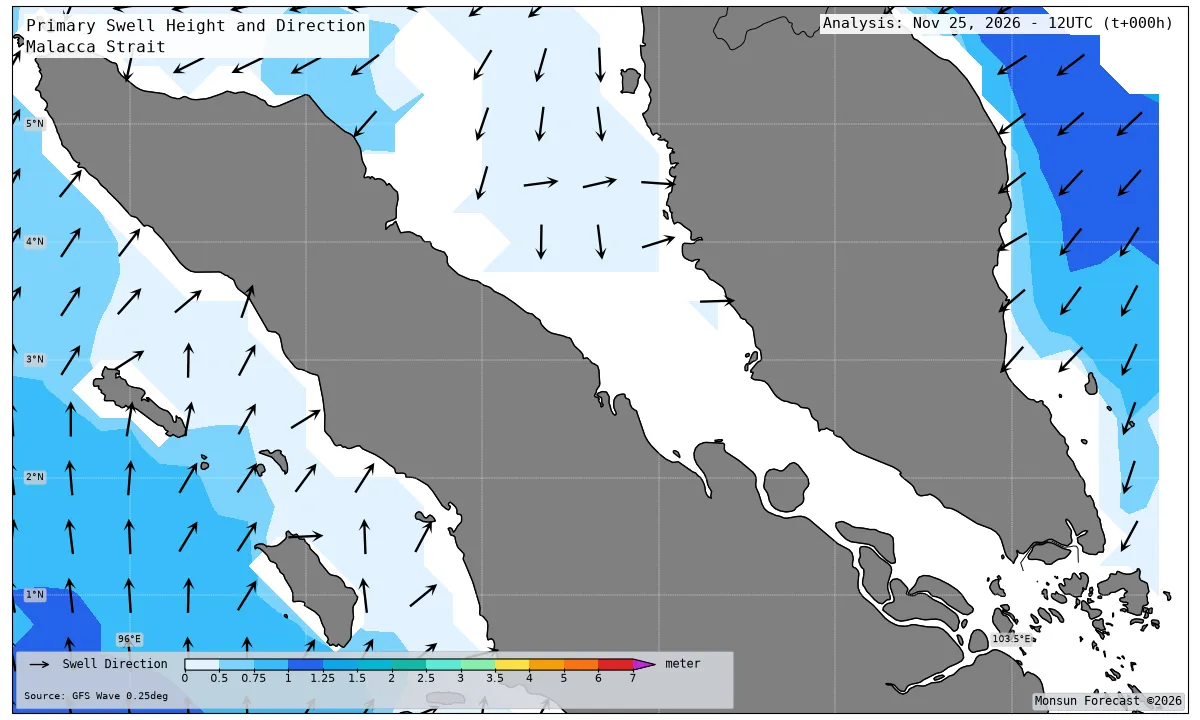 Primary Swell Height and Direction
Malacca Strait
Analysis: Nov 25, 2026 - 12UTC (t+000h)
5°N
4°N
3°N
2°N
1°N
96°E
103.5°E
Swell Direction
0 0.5 0.75 1 1.25 1.5 2 2.5 3 3.5 4 5 6 7
meter
Source: GFS Wave 0.25deg
Monsun Forecast ©2026